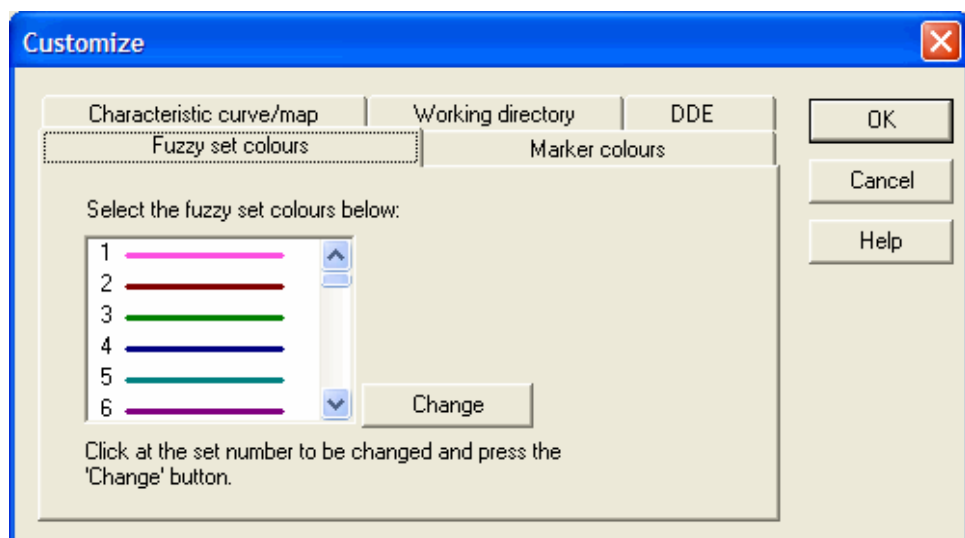 Customize
Characteristic curve/map
Working directory
DDE
Fuzzy set colours
Marker colours
OK
Cancel
Help
Select the fuzzy set colours below:
1
2
3
4
5
6
Change
Click at the set number to be changed and press the
'Change' button.